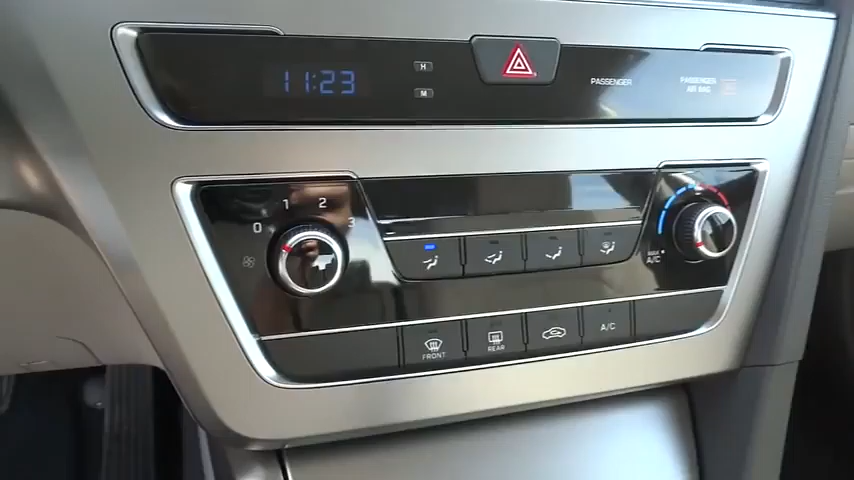 11:23
H
M
PASSENGER
PASSENGER
AIR BAG
0 1 2 3
MAX
A/C
FRONT
REAR
A/C